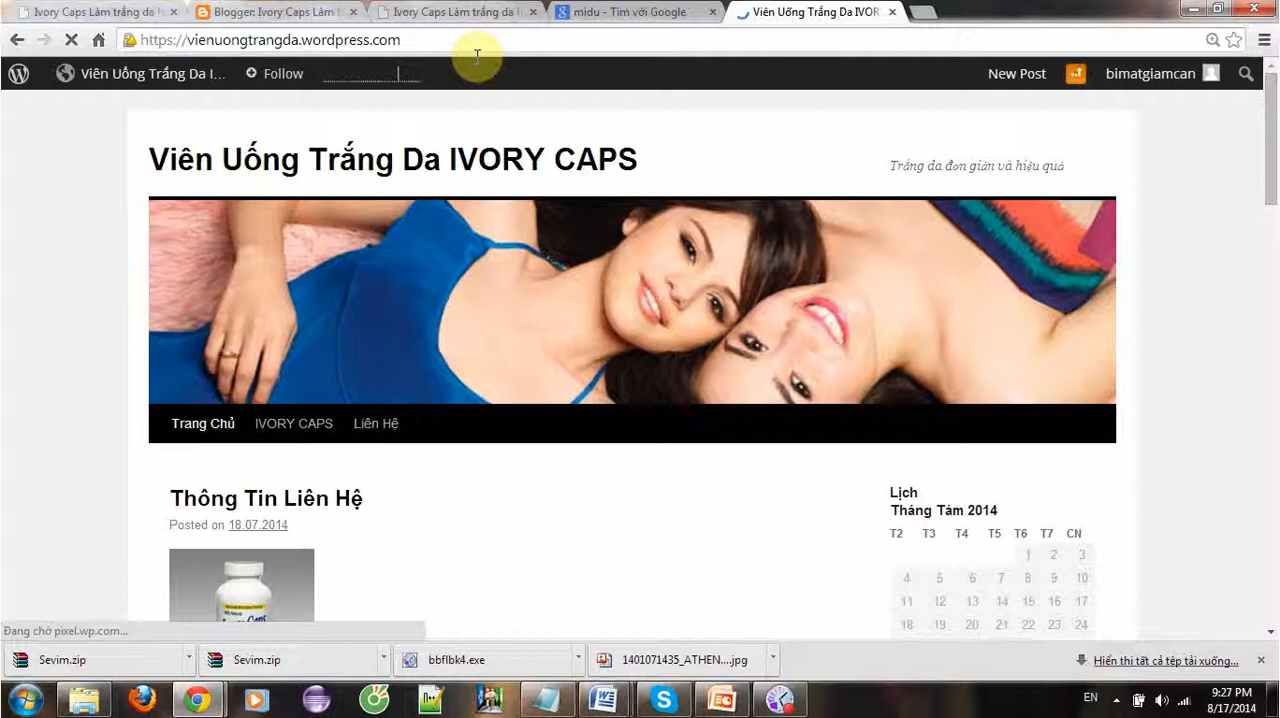 Ivory Caps Làm trắng da
Blogger: Ivory Caps Làm t
Ivory Caps Làm trắng da
midu - Tìm với Google
Viên Uống Trắng Da IVOR
https://vienuongtrangda.wordpress.com
Viên Uống Trắng Da I...
Follow
New Post
bimatgiamcan
Viên Uống Trắng Da IVORY CAPS
Trắng da đơn giản và hiệu quả
Trang Chủ
IVORY CAPS
Liên Hệ
Thông Tin Liên Hệ
Posted on 18.07.2014
Lịch
Tháng Tám 2014
T2 T3 T4 T5 T6 T7 CN
1 2 3
4 5 6 7 8 9 10
11 12 13 14 15 16 17
18 19 20 21 22 23 24
Đang chờ pixel.wp.com...
Sevim.zip
Sevim.zip
bbflbk4.exe
1401071435_ATHEN....jpg
Hiển thị tất cả tệp tải xuống...
EN
9:27 PM
8/17/2014